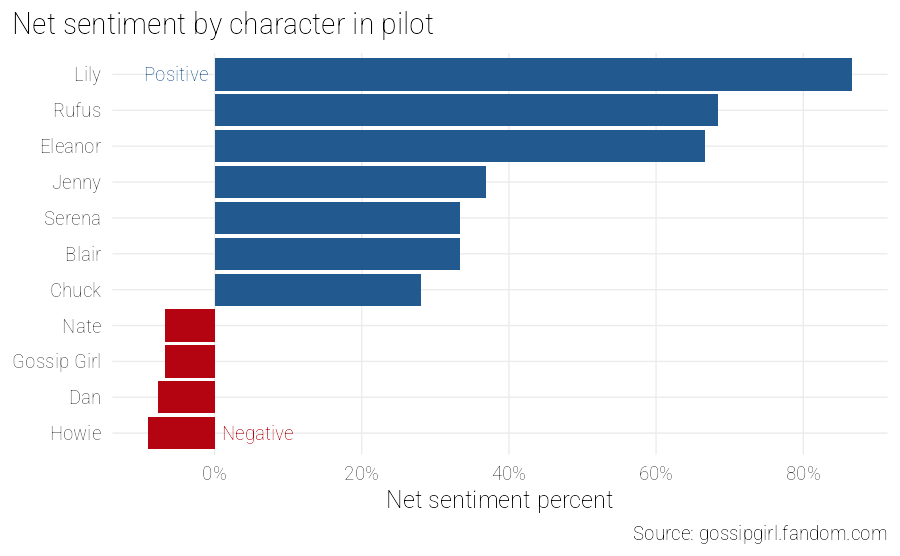 Net sentiment by character in pilot
Lily
Positive
Rufus
Eleanor
Jenny
Serena
Blair
Chuck
Nate
Gossip Girl
Dan
Howie
Negative
0% 20% 40% 60% 80%
Net sentiment percent
Source: gossipgirl.fandom.com